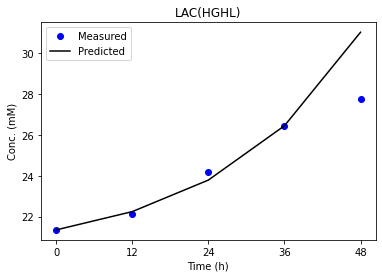 LAC(HGHL)
Measured
Predicted
Conc. (mM)
30
28
26
24
22
0 12 24 36 48
Time (h)